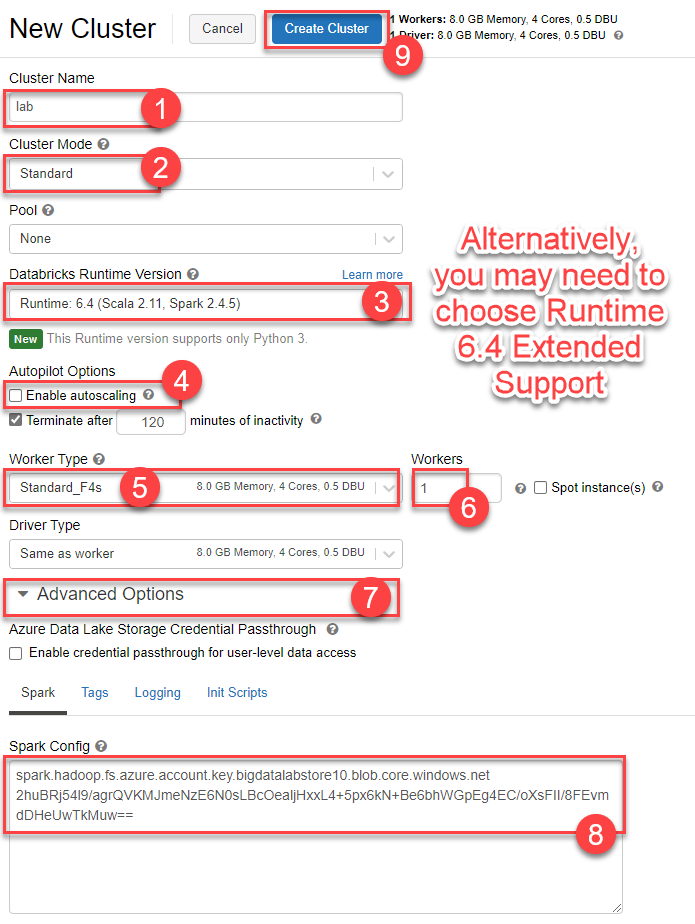 New Cluster
Cancel
Create Cluster
1 Workers: 8.0 GB Memory, 4 Cores, 0.5 DBU
1 Driver: 8.0 GB Memory, 4 Cores, 0.5 DBU ?
9
Cluster Name
lab
1
Cluster Mode ?
Standard
2
Pool ?
None
Databricks Runtime Version ?
Learn more
Runtime: 6.4 (Scala 2.11, Spark 2.4.5)
3
New This Runtime version supports only Python 3.
Alternatively,
you may need to
choose Runtime
6.4 Extended
Support
Autopilot Options
4
Enable autoscaling ?
Terminate after 120 minutes of inactivity ?
Worker Type ?
Workers
Standard_F4s 8.0 GB Memory, 4 Cores, 0.5 DBU
5
1
6
? Spot instance(s) ?
Driver Type
Same as worker 8.0 GB Memory, 4 Cores, 0.5 DBU
Advanced Options
7
Azure Data Lake Storage Credential Passthrough ?
Enable credential passthrough for user-level data access
Spark Tags Logging Init Scripts
Spark Config ?
spark.hadoop.fs.azure.account.key.bigdatalabstore10.blob.core.windows.net
8